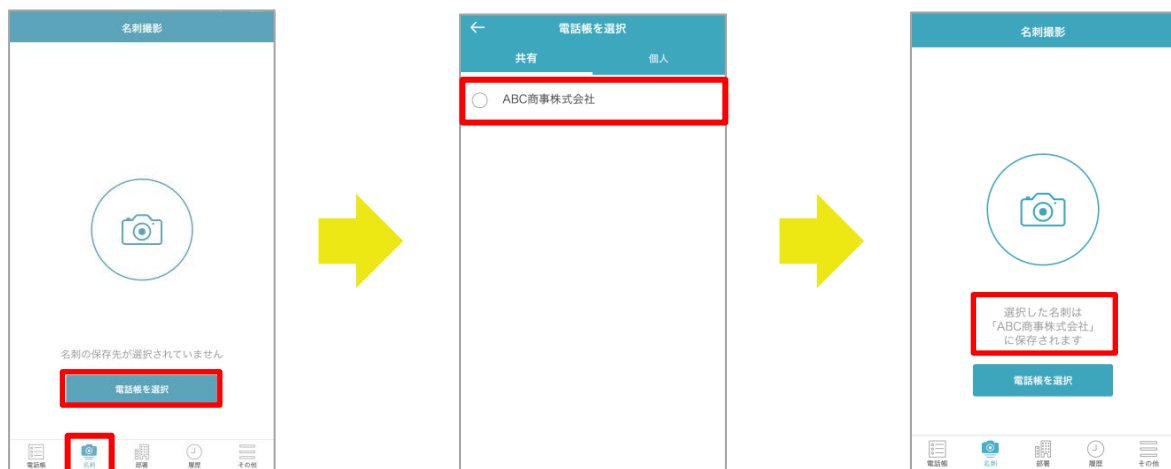 名刺撮影
名刺の保存先が選択されていません
電話帳を選択
電話帳
名刺
部署
履歴
その他
電話帳を選択
共有
個人
ABC商事株式会社
名刺撮影
選択した名刺は
「ABC商事株式会社」
に保存されます
電話帳を選択
電話帳
名刺
部署
履歴
その他